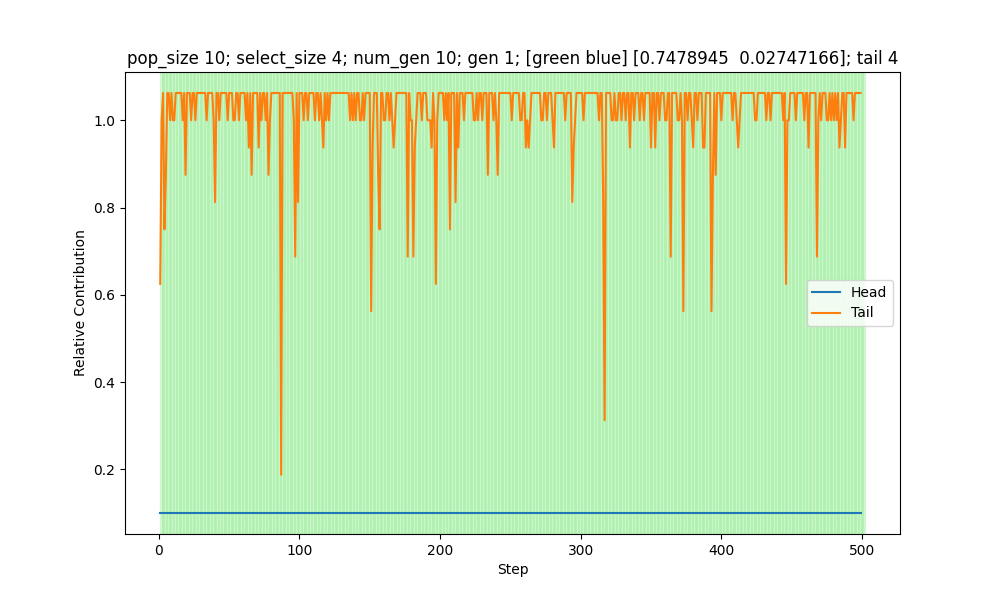 pop_size 10; select_size 4; num_gen 10; gen 1; [green blue] [0.7478945  0.02747166]; tail 4
1.0
0.8
0.6
0.4
0.2
Relative Contribution
Head
Tail
0 100 200 300 400 500
Step